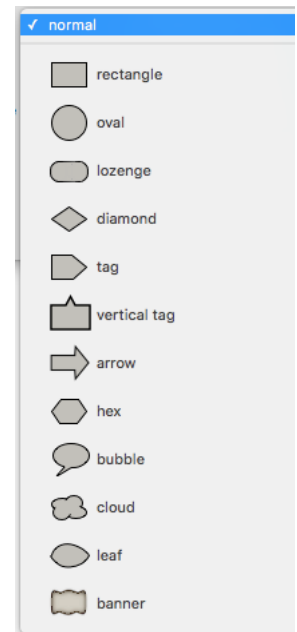 normal
rectangle
oval
lozenge
diamond
tag
vertical tag
arrow
hex
bubble
cloud
leaf
banner